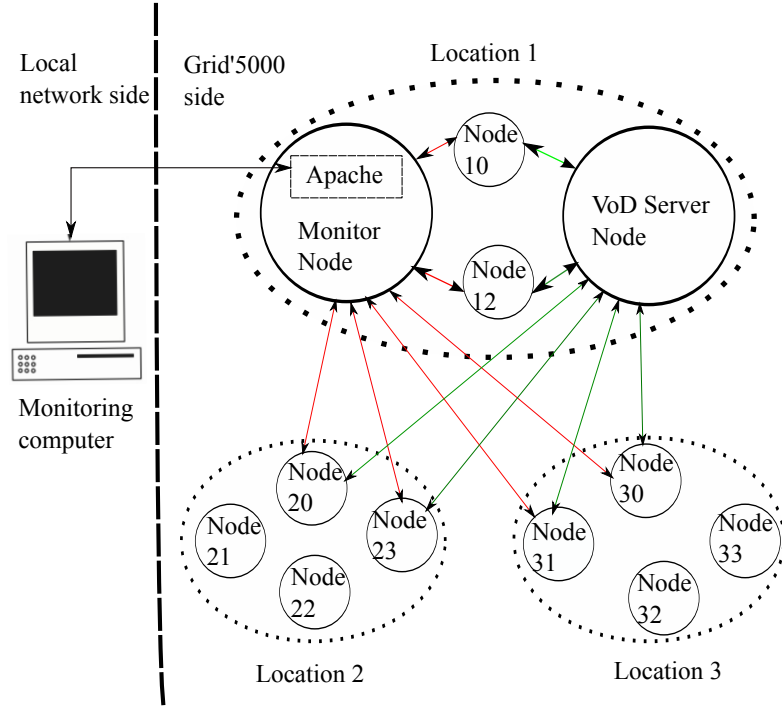 Local
network side
Grid'5000
side
Location 1
Node
10
Apache
Monitor
Node
VoD Server
Node
Node
12
Monitoring
computer
Node
20
Node
21
Node
22
Node
23
Location 2
Node
30
Node
31
Node
32
Node
33
Location 3